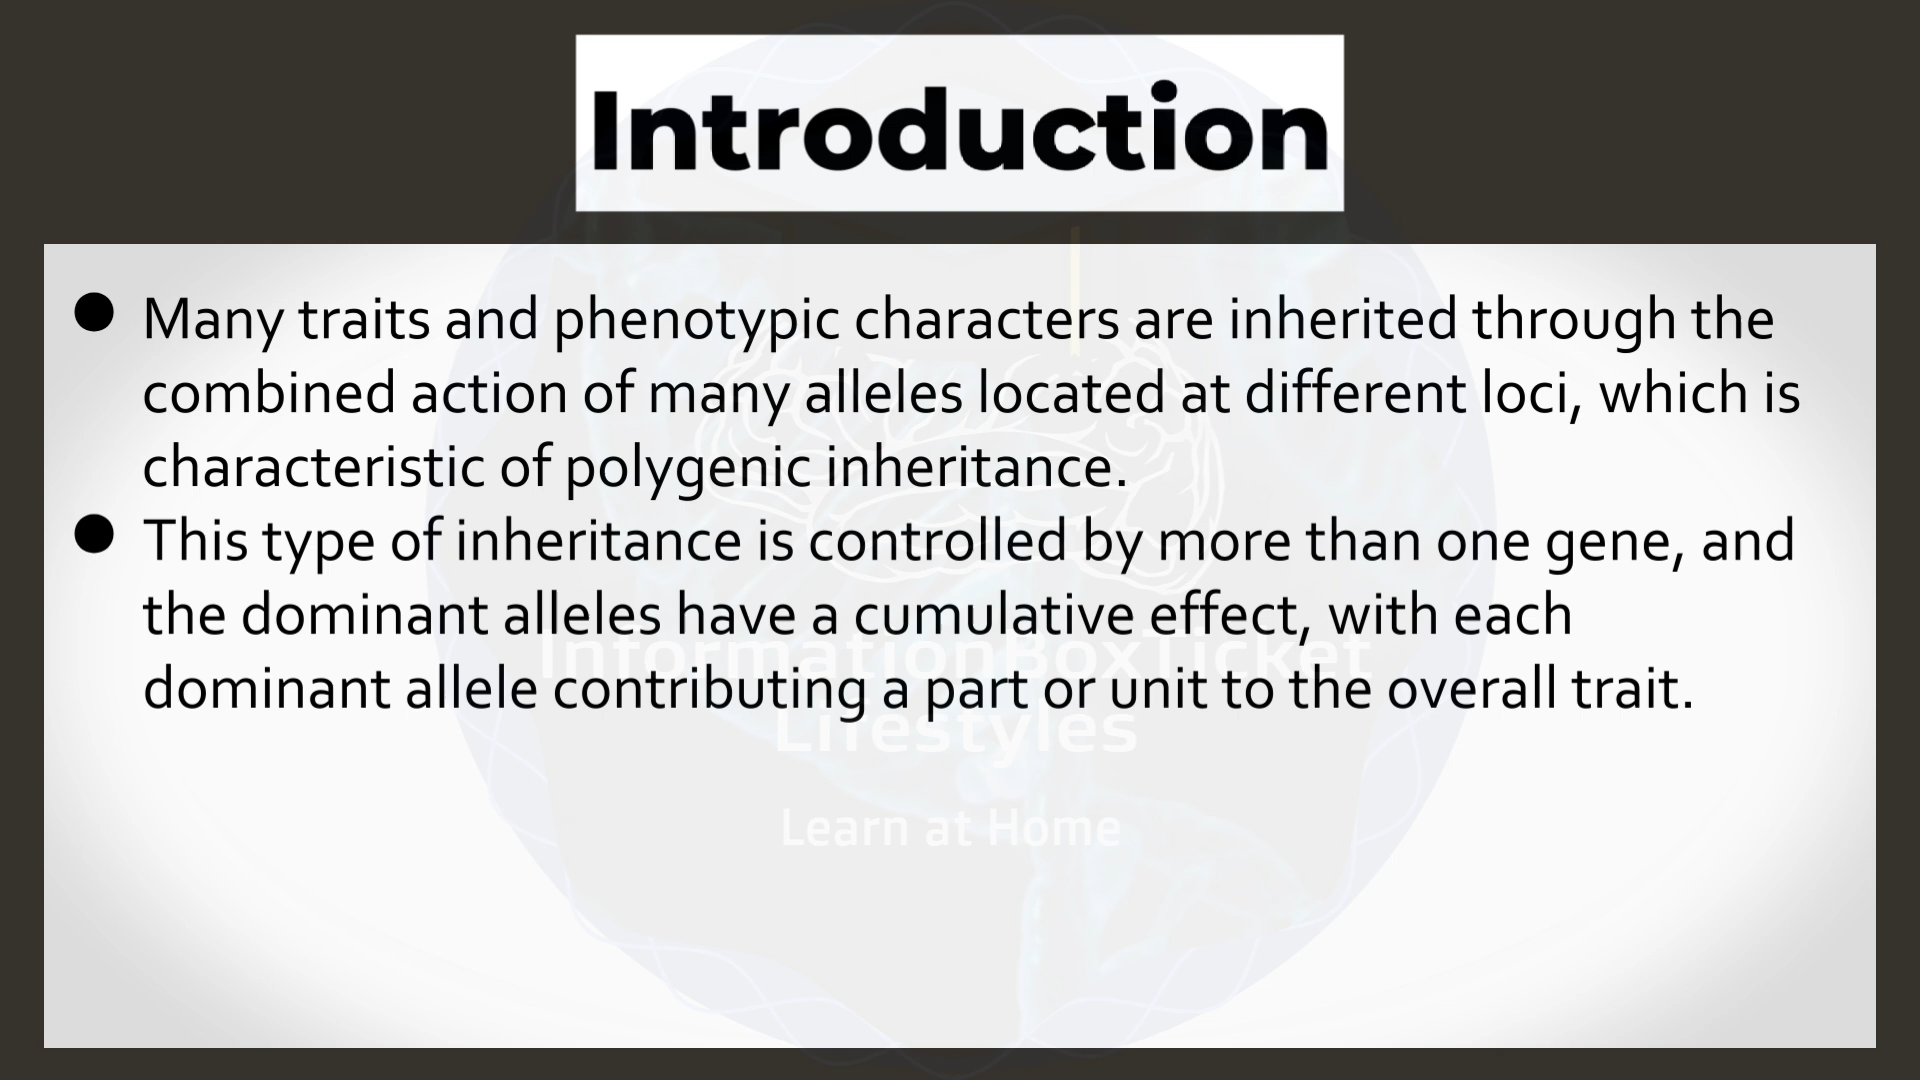 Introduction
● Many traits and phenotypic characters are inherited through the
combined action of many alleles located at different loci, which is
characteristic of polygenic inheritance.
● This type of inheritance is controlled by more than one gene, and
the dominant alleles have a cumulative effect, with each
dominant allele contributing a part or unit to the overall trait.
InformationBoxTicket
Lifestyles
Learn at Home